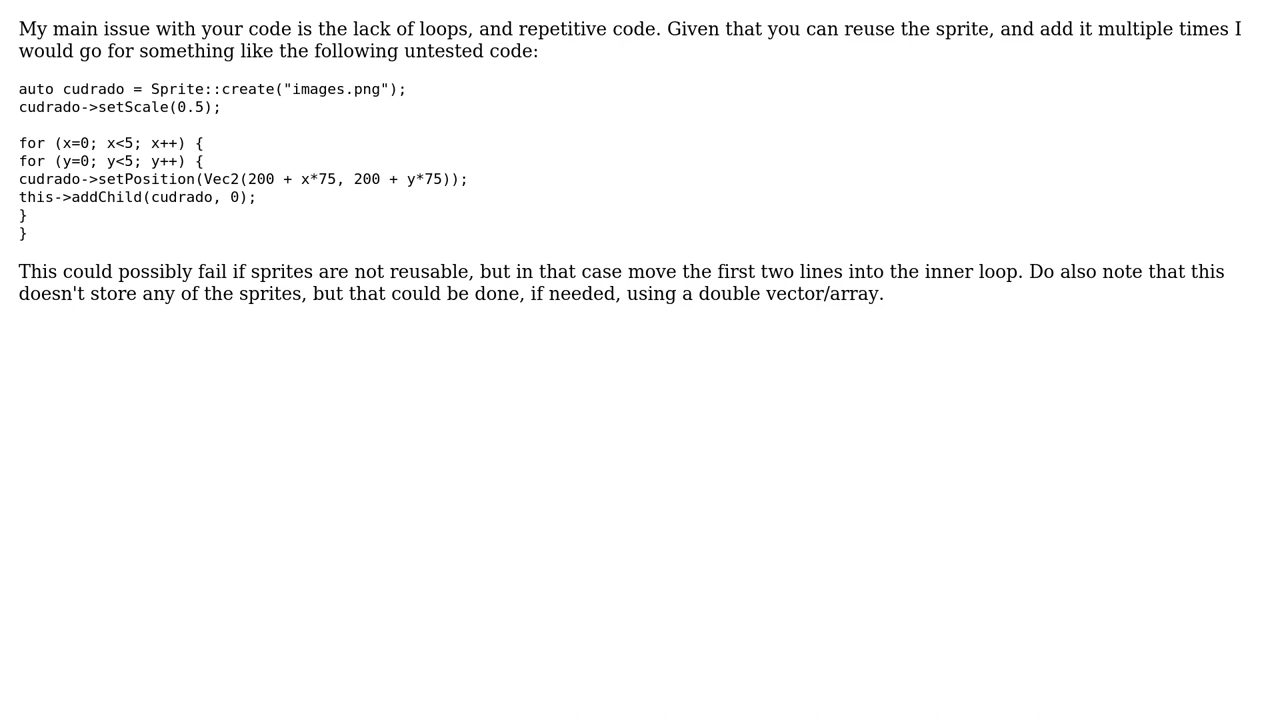 My main issue with your code is the lack of loops, and repetitive code. Given that you can reuse the sprite, and add it multiple times I
would go for something like the following untested code:
auto cudrado = Sprite::create("images.png");
cudrado->setScale(0.5);
for (x=0; x<5; x++) {
for (y=0; y<5; y++) {
cudrado->setPosition(Vec2(200 + x*75, 200 + y*75));
this->addChild(cudrado, 0);
}
}
This could possibly fail if sprites are not reusable, but in that case move the first two lines into the inner loop. Do also note that this
doesn't store any of the sprites, but that could be done, if needed, using a double vector/array.